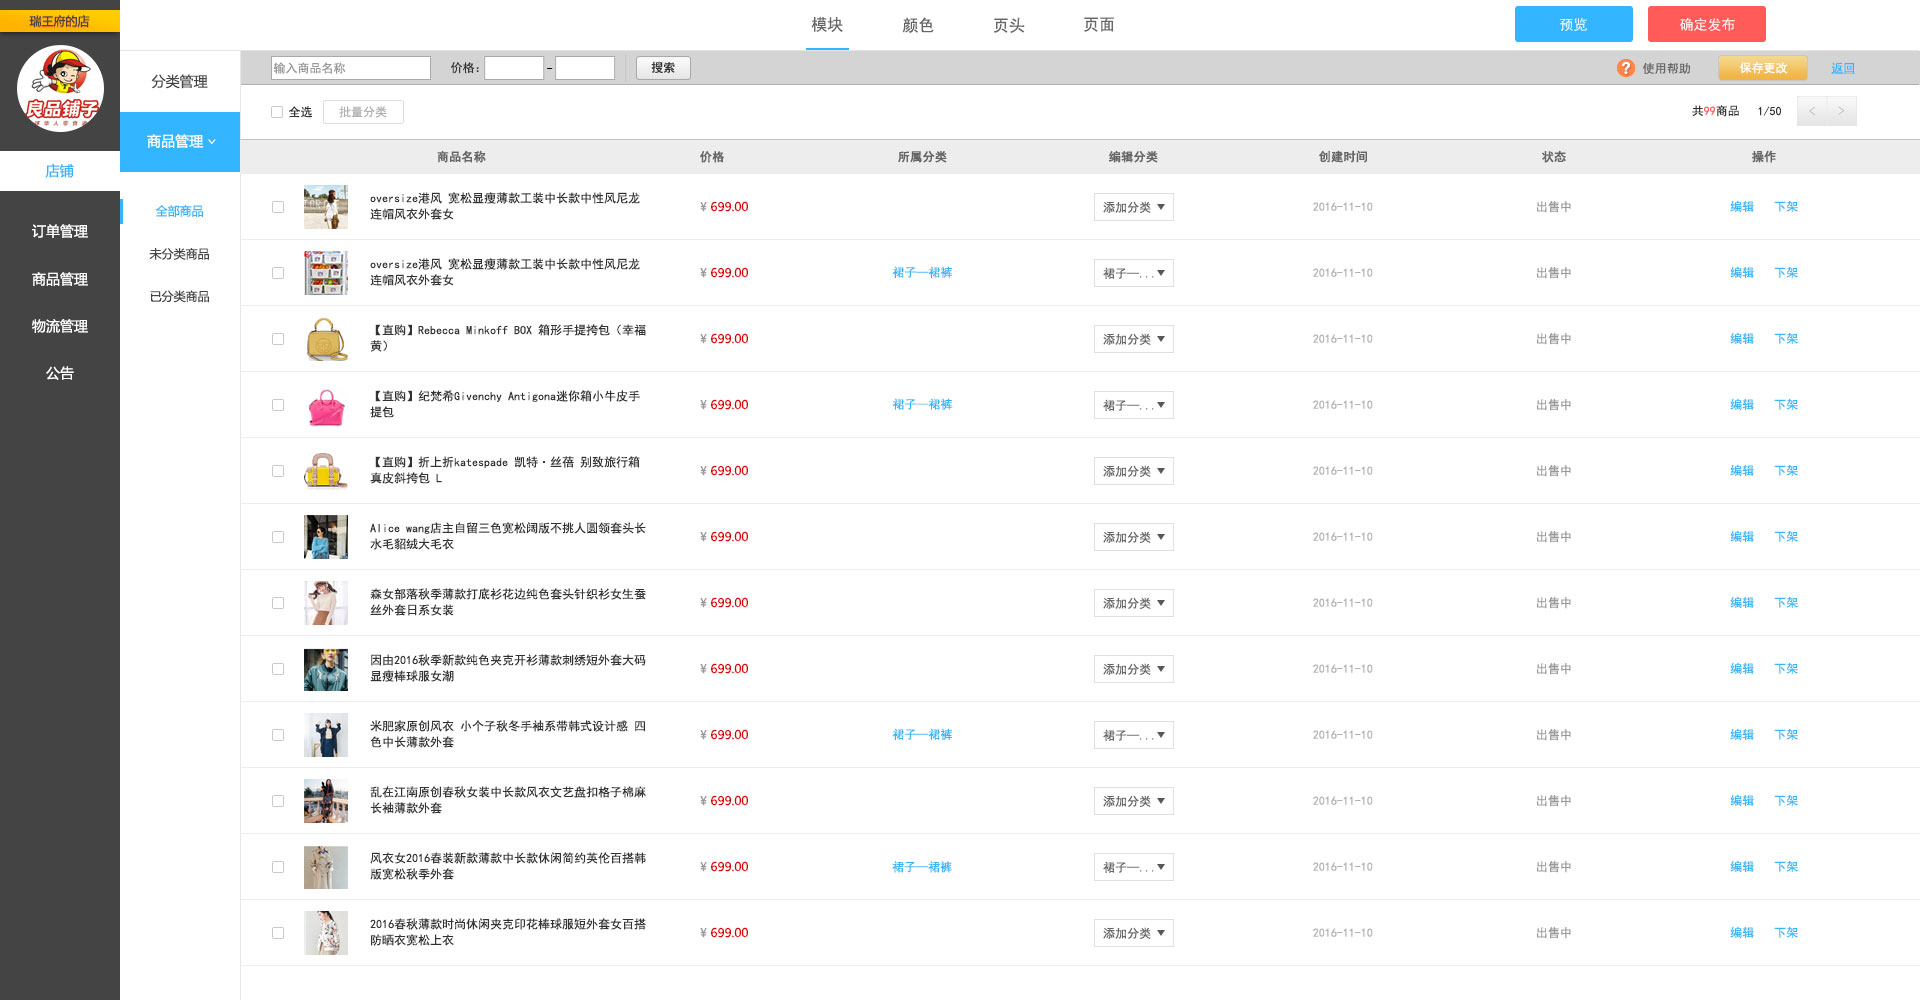 瑞王府的店
良品铺子
店铺
订单管理
商品管理
物流管理
公告
模块 颜色 页头 页面
预览 确定发布
分类管理
商品管理
全部商品
未分类商品
已分类商品
输入商品名称 价格: - 搜索 使用帮助 保存更改 返回
全选 批量分类 共99商品 1/50 < >
商品名称 价格 所属分类 编辑分类 创建时间 状态 操作
oversize港风 宽松显瘦薄款工装中长款中性风尼龙
连帽风衣外套女
¥ 699.00 添加分类 2016-11-10 出售中 编辑 下架
oversize港风 宽松显瘦薄款工装中长款中性风尼龙
连帽风衣外套女
¥ 699.00 裙子—裙裤 裙子—... 2016-11-10 出售中 编辑 下架
【直购】Rebecca Minkoff BOX 箱形手提挎包（幸福
黄）
¥ 699.00 添加分类 2016-11-10 出售中 编辑 下架
【直购】纪梵希Givenchy Antigona迷你箱小牛皮手
提包
¥ 699.00 裙子—裙裤 裙子—... 2016-11-10 出售中 编辑 下架
【直购】折上折katespade 凯特·丝蓓 别致旅行箱
真皮斜挎包 L
¥ 699.00 添加分类 2016-11-10 出售中 编辑 下架
Alice wang店主自留三色宽松阔版不挑人圆领套头长
水毛貂绒大毛衣
¥ 699.00 添加分类 2016-11-10 出售中 编辑 下架
森女部落秋季薄款打底衫花边纯色套头针织衫女生蚕
丝外套日系女装
¥ 699.00 添加分类 2016-11-10 出售中 编辑 下架
因由2016秋季新款纯色夹克开衫薄款刺绣短外套大码
显瘦棒球服女潮
¥ 699.00 添加分类 2016-11-10 出售中 编辑 下架
米肥家原创风衣 小个子秋冬手袖系带韩式设计感 四
色中长薄款外套
¥ 699.00 裙子—裙裤 裙子—... 2016-11-10 出售中 编辑 下架
乱在江南原创春秋女装中长款风衣文艺盘扣格子棉麻
长袖薄款外套
¥ 699.00 添加分类 2016-11-10 出售中 编辑 下架
风衣女2016春装新款薄款中长款休闲简约英伦百搭韩
版宽松秋季外套
¥ 699.00 裙子—裙裤 裙子—... 2016-11-10 出售中 编辑 下架
2016春秋薄款时尚休闲夹克印花棒球服短外套女百搭
防晒衣宽松上衣
¥ 699.00 添加分类 2016-11-10 出售中 编辑 下架